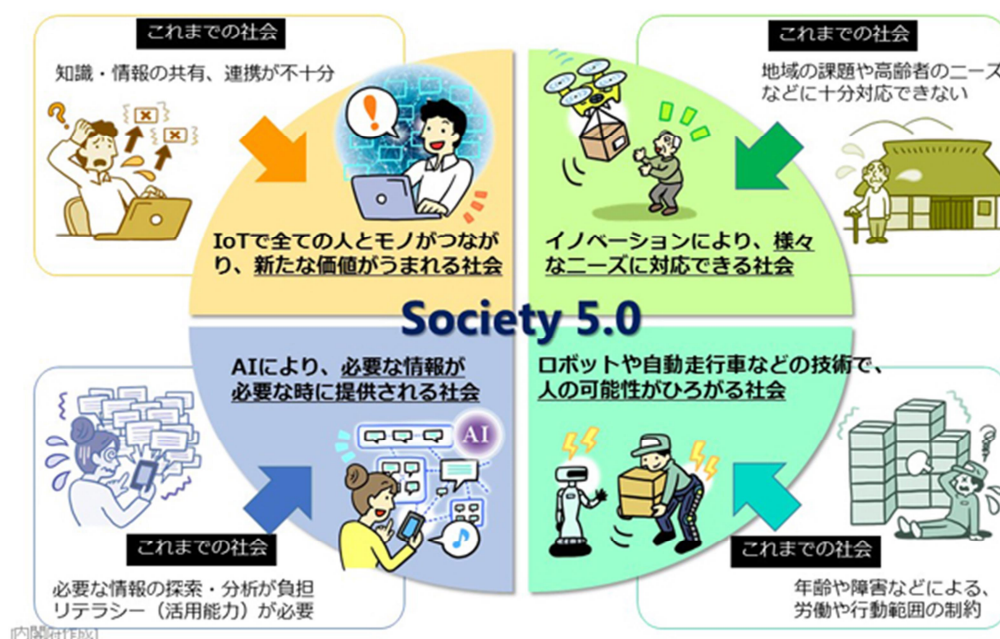 これまでの社会
知識・情報の共有、連携が不十分
IoTで全ての人とモノがつなが
り、新たな価値がうまれる社会
これまでの社会
地域の課題や高齢者のニーズ
などに十分対応できない
イノベーションにより、様々
なニーズに対応できる社会
Society 5.0
AIにより、必要な情報が
必要な時に提供される社会
AI
これまでの社会
必要な情報の探索・分析が負担
リテラシー（活用能力）が必要
ロボットや自動走行車などの技術で、
人の可能性がひろがる社会
これまでの社会
年齢や障害などによる、
労働や行動範囲の制約
[内閣府作成]